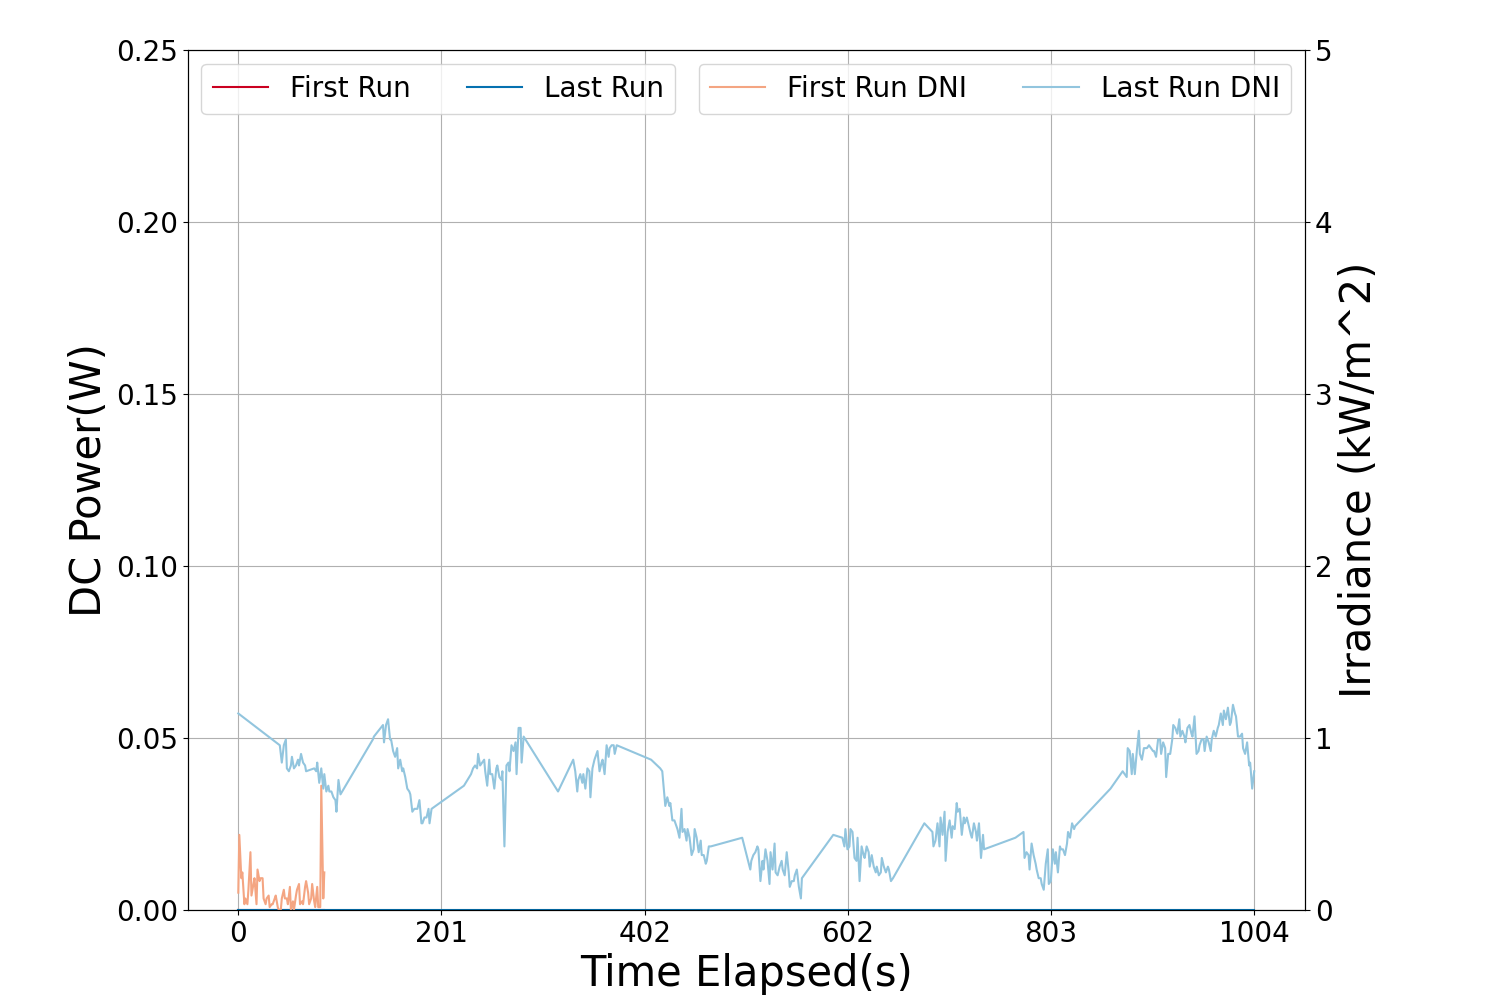 First Run
Last Run
First Run DNI
Last Run DNI
0.25
0.20
0.15
0.10
0.05
0.00
DC Power(W)
5
4
3
2
1
0
Irradiance (kW/m^2)
0
201
402
602
803
1004
Time Elapsed(s)